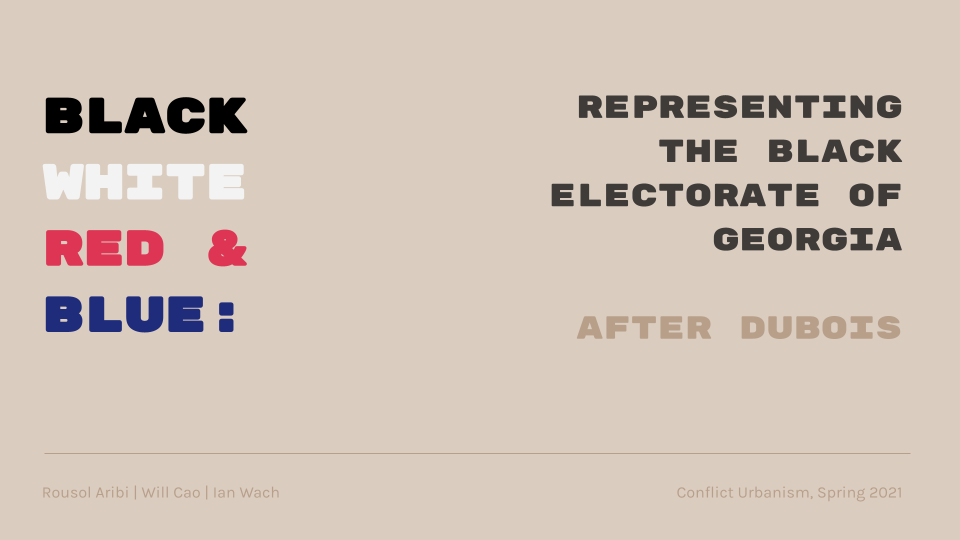 BLACK
WHITE
RED &
BLUE:
REPRESENTING
THE BLACK
ELECTORATE OF
GEORGIA
AFTER DUBOIS
Rousol Aribi | Will Cao | Ian Wach
Conflict Urbanism, Spring 2021